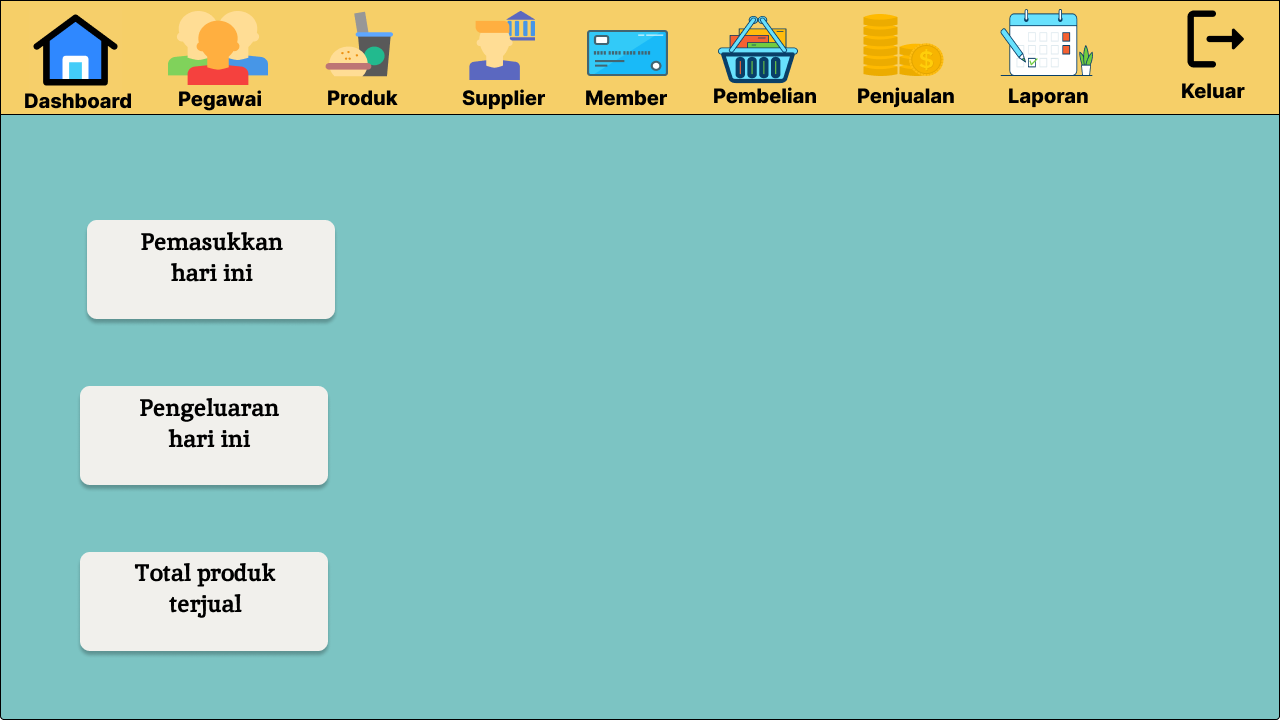 Dashboard
Pegawai
Produk
Supplier
Member
Pembelian
Penjualan
Laporan
Keluar
Pemasukkan
hari ini
Pengeluaran
hari ini
Total produk
terjual